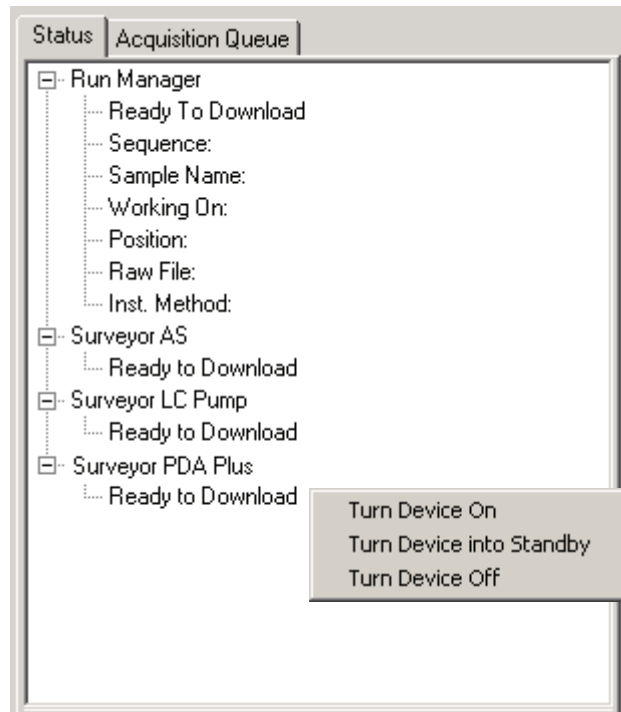 Status
Acquisition Queue
Run Manager
Ready To Download
Sequence:
Sample Name:
Working On:
Position:
Raw File:
Inst. Method:
Surveyor AS
Ready to Download
Surveyor LC Pump
Ready to Download
Surveyor PDA Plus
Ready to Download
Turn Device On
Turn Device into Standby
Turn Device Off